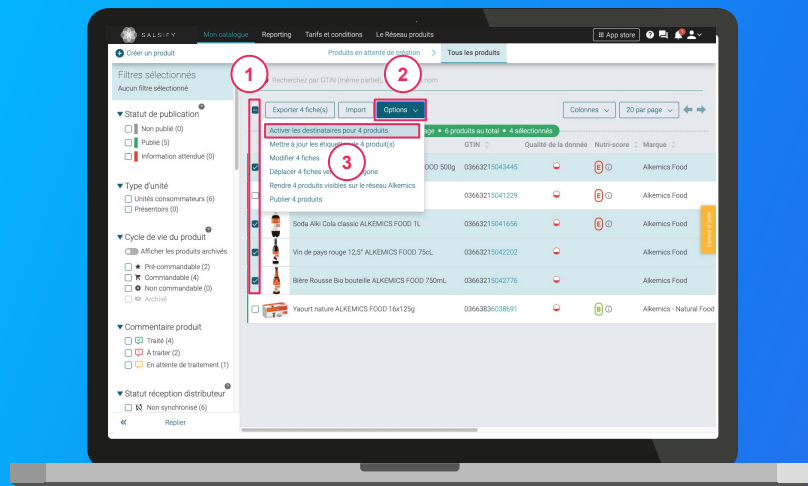 SALSIFY
Mon catalogue
Reporting
Tarifs et conditions
Le Réseau produits
App store
Créer un produit
Produits en attente de création > Tous les produits
Filtres sélectionnés
Aucun filtre sélectionné
Recherchez par GTIN (même partiel), nom
1
2
Exporter 4 fiche(s)
Import
Options
Colonnes
20 par page
Activer les destinataires pour 4 produits
Mettre à jour les étiquettes de 4 produit(s)
Modifier 4 fiches
Déplacer 4 fiches
Rendre 4 produits visibles sur le réseau Alkemics
Publier 4 produits
3
• 6 produits au total • 4 sélectionnés
GTIN
Qualité de la donnée
Nutri-score
Marque
Statut de publication
Non publié (0)
Publié (5)
Information attendue (0)
Type d'unité
Unités consommateurs (6)
Présentoirs (0)
Cycle de vie du produit
Afficher les produits archivés
Pré-commandable (2)
Commandable (4)
Non commandable (0)
Archivé
Commentaire produit
Traité (4)
À traiter (2)
En attente de traitement (1)
Statut réception distributeur
Non synchronisé (6)
Replier
OOD 500g
03663215043445
E
Alkemics Food
03663215041229
E
Alkemics Food
Soda Alki Cola classic ALKEMICS FOOD 1L
03663215041656
E
Alkemics Food
Vin de pays rouge 12,5° ALKEMICS FOOD 75cL
03663215042202
Alkemics Food
Bière Rousse Bio bouteille ALKEMICS FOOD 750mL
03663215042776
Alkemics Food
Yaourt nature ALKEMICS FOOD 16x125g
03663836038691
B
Alkemics - Natural Food
Centre d'aide